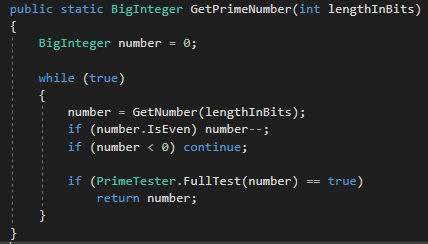 public static BigInteger GetPrimeNumber(int lengthInBits)
{
BigInteger number = 0;
while (true)
{
number = GetNumber(lengthInBits);
if (number.IsEven) number--;
if (number < 0) continue;
if (PrimeTester.FullTest(number) == true)
return number;
}
}